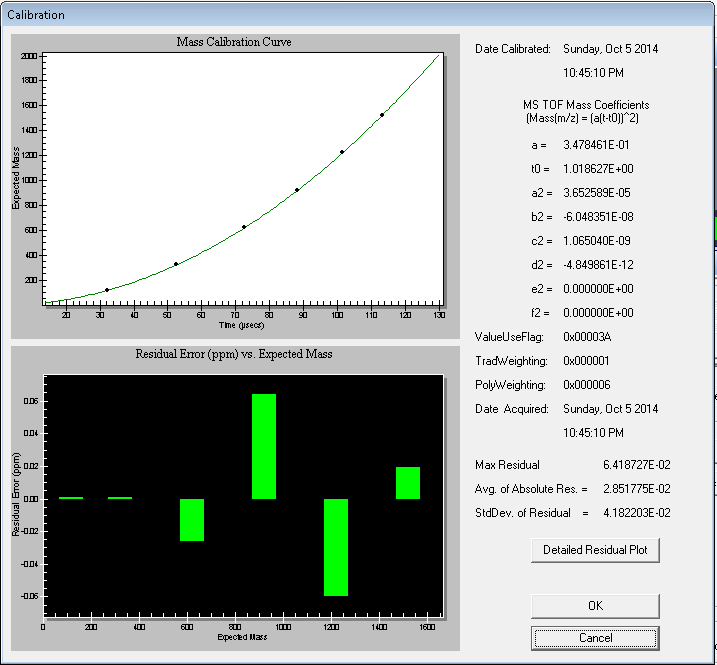 Calibration
Mass Calibration Curve
2000
1800
1600
1400
1200
1000
800
600
400
200
Expected Mass
20 30 40 50 60 70 80 90 100 110 120 130
Time (µsecs)
Residual Error (ppm) vs. Expected Mass
0.06
0.04
0.02
0.00
-0.02
-0.04
-0.06
Residual Error (ppm)
0 200 400 600 800 1000 1200 1400 1600
Expected Mass
Date Calibrated: Sunday, Oct 5 2014
10:45:10 PM
MS TOF Mass Coefficients
(Mass(m/z) = (a(t-t0))^2)
a = 3.478461E-01
t0 = 1.018627E+00
a2 = 3.652589E-05
b2 = -6.048351E-08
c2 = 1.065040E-09
d2 = -4.849861E-12
e2 = 0.000000E+00
f2 = 0.000000E+00
ValueUseFlag: 0x00003A
TradWeighting: 0x000001
PolyWeighting: 0x000006
Date Acquired: Sunday, Oct 5 2014
10:45:10 PM
Max Residual 6.418727E-02
Avg. of Absolute Res. = 2.851775E-02
StdDev. of Residual = 4.182203E-02
Detailed Residual Plot
OK
Cancel